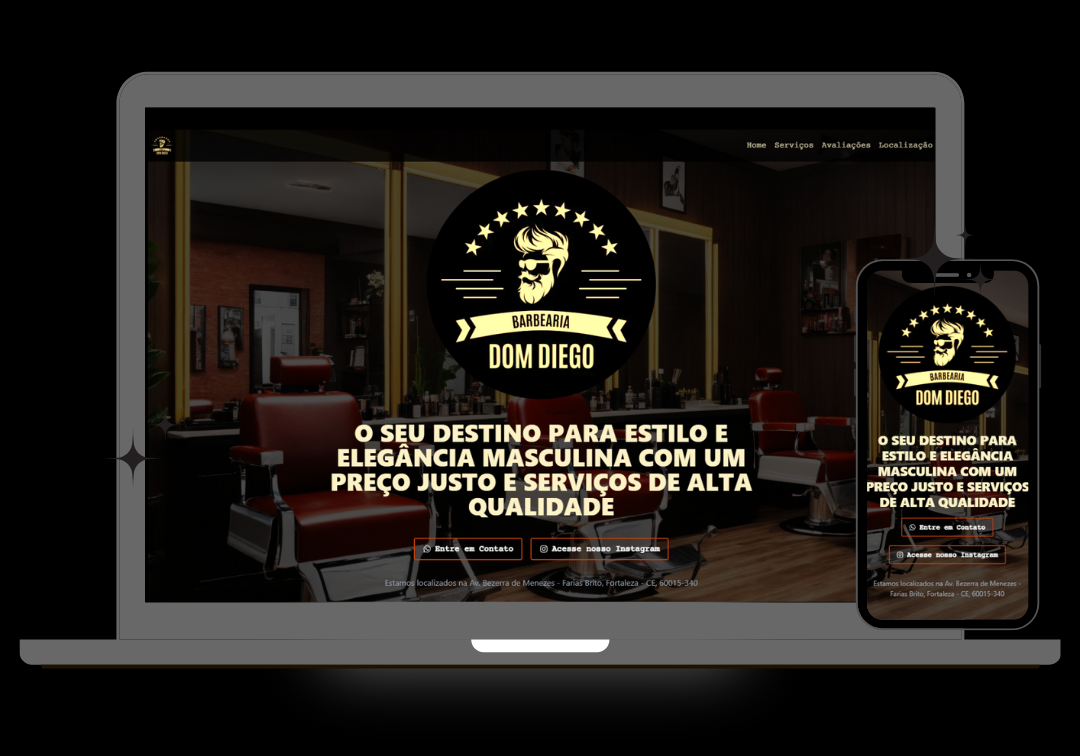 Home Serviços Avaliações Localização
BARBEARIA
DOM DIEGO
O SEU DESTINO PARA ESTILO E
ELEGÂNCIA MASCULINA COM UM
PREÇO JUSTO E SERVIÇOS DE ALTA
QUALIDADE
Entre em Contato Acesse nosso Instagram
Estamos localizados na Av. Bezerra de Menezes - Farias Brito, Fortaleza - CE, 60015-340
BARBEARIA
DOM DIEGO
O SEU DESTINO PARA
ESTILO E ELEGÂNCIA
MASCULINA COM UM
PREÇO JUSTO E SERVIÇOS
DE ALTA QUALIDADE
Entre em Contato
Acesse nosso Instagram
Estamos localizados na Av. Bezerra de Menezes -
Farias Brito, Fortaleza - CE, 60015-340